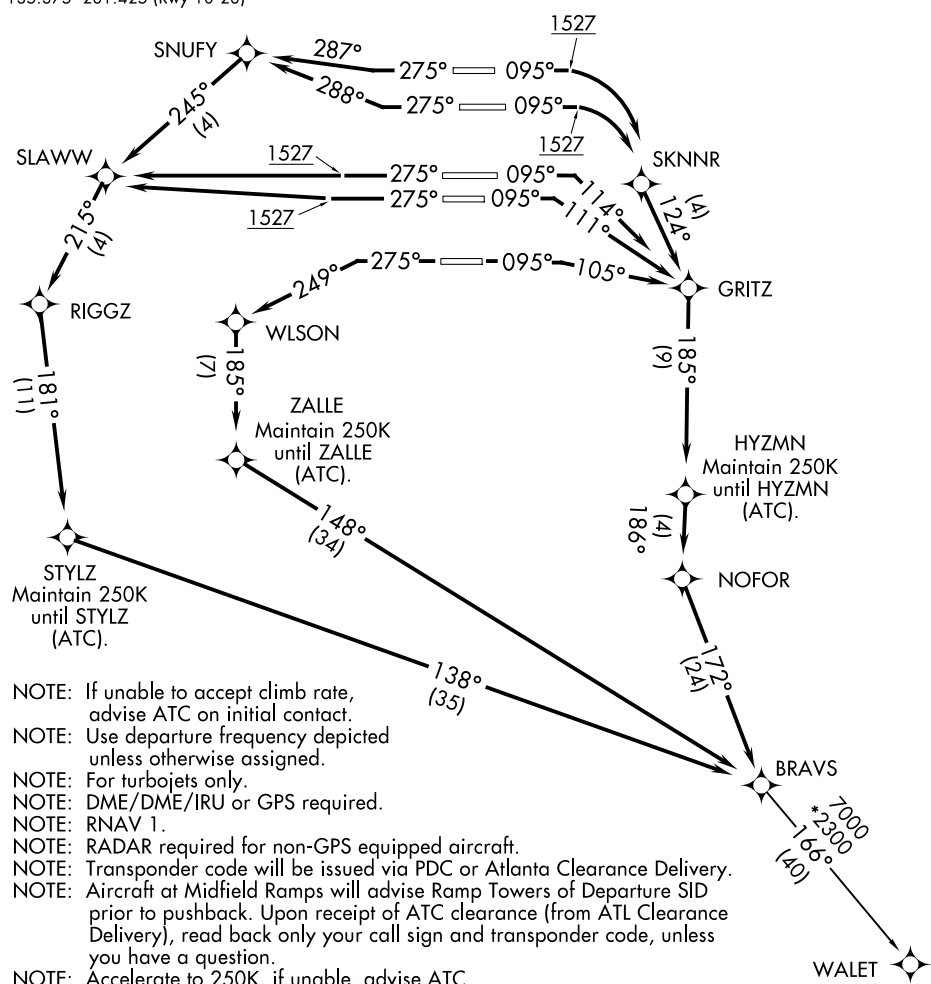 1527
SNUFY
287°
275°
095°
288°
275°
095°
1527
245°
(4)
SLAWW
1527
275°
095°
SKNNR
(4)
124°
114°
275°
095°
111°
1527
215°
(4)
275°
095°
105°
249°
GRITZ
RIGGZ
WLSON
185°
(7)
185°
(9)
181°
(11)
ZALLE
Maintain 250K
until ZALLE
(ATC).
HYZMN
Maintain 250K
until HYZMN
(ATC).
148°
(34)
(4)
186°
NOFOR
STYLZ
Maintain 250K
until STYLZ
(ATC).
138°
(35)
172°
(24)
BRAVS
7000
*2300
166°
(40)
WALET
NOTE: If unable to accept climb rate,
advise ATC on initial contact.
NOTE: Use departure frequency depicted
unless otherwise assigned.
NOTE: For turbojets only.
NOTE: DME/DME/IRU or GPS required.
NOTE: RNAV 1.
NOTE: RADAR required for non-GPS equipped aircraft.
NOTE: Transponder code will be issued via PDC or Atlanta Clearance Delivery.
NOTE: Aircraft at Midfield Ramps will advise Ramp Towers of Departure SID
prior to pushback. Upon receipt of ATC clearance (from ATL Clearance
Delivery), read back only your call sign and transponder code, unless
you have a question.
NOTE: Accelerate to 250K, if unable, advise ATC.